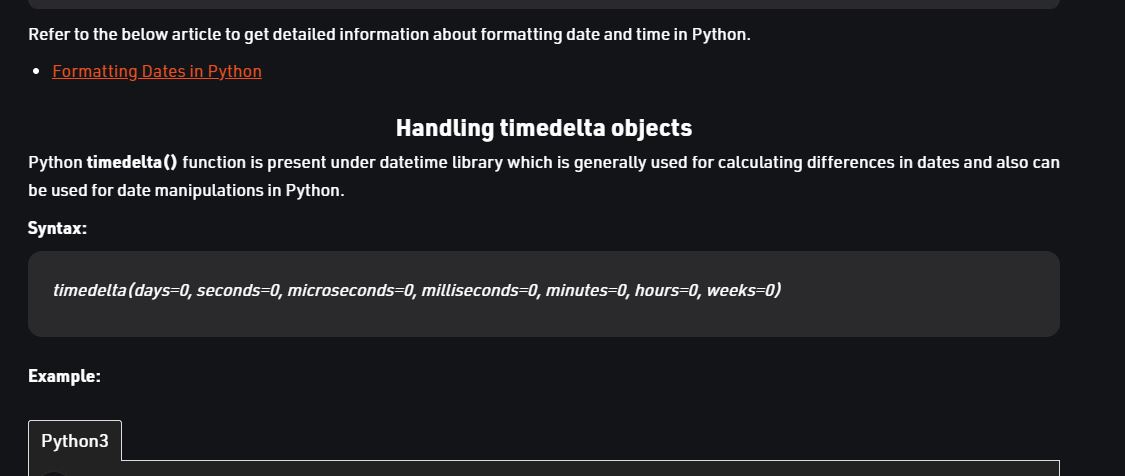 Refer to the below article to get detailed information about formatting date and time in Python.
Formatting Dates in Python
Handling timedelta objects
Python timedelta() function is present under datetime library which is generally used for calculating differences in dates and also can
be used for date manipulations in Python.
Syntax:
timedelta(days=0, seconds=0, microseconds=0, milliseconds=0, minutes=0, hours=0, weeks=0)
Example:
Python3